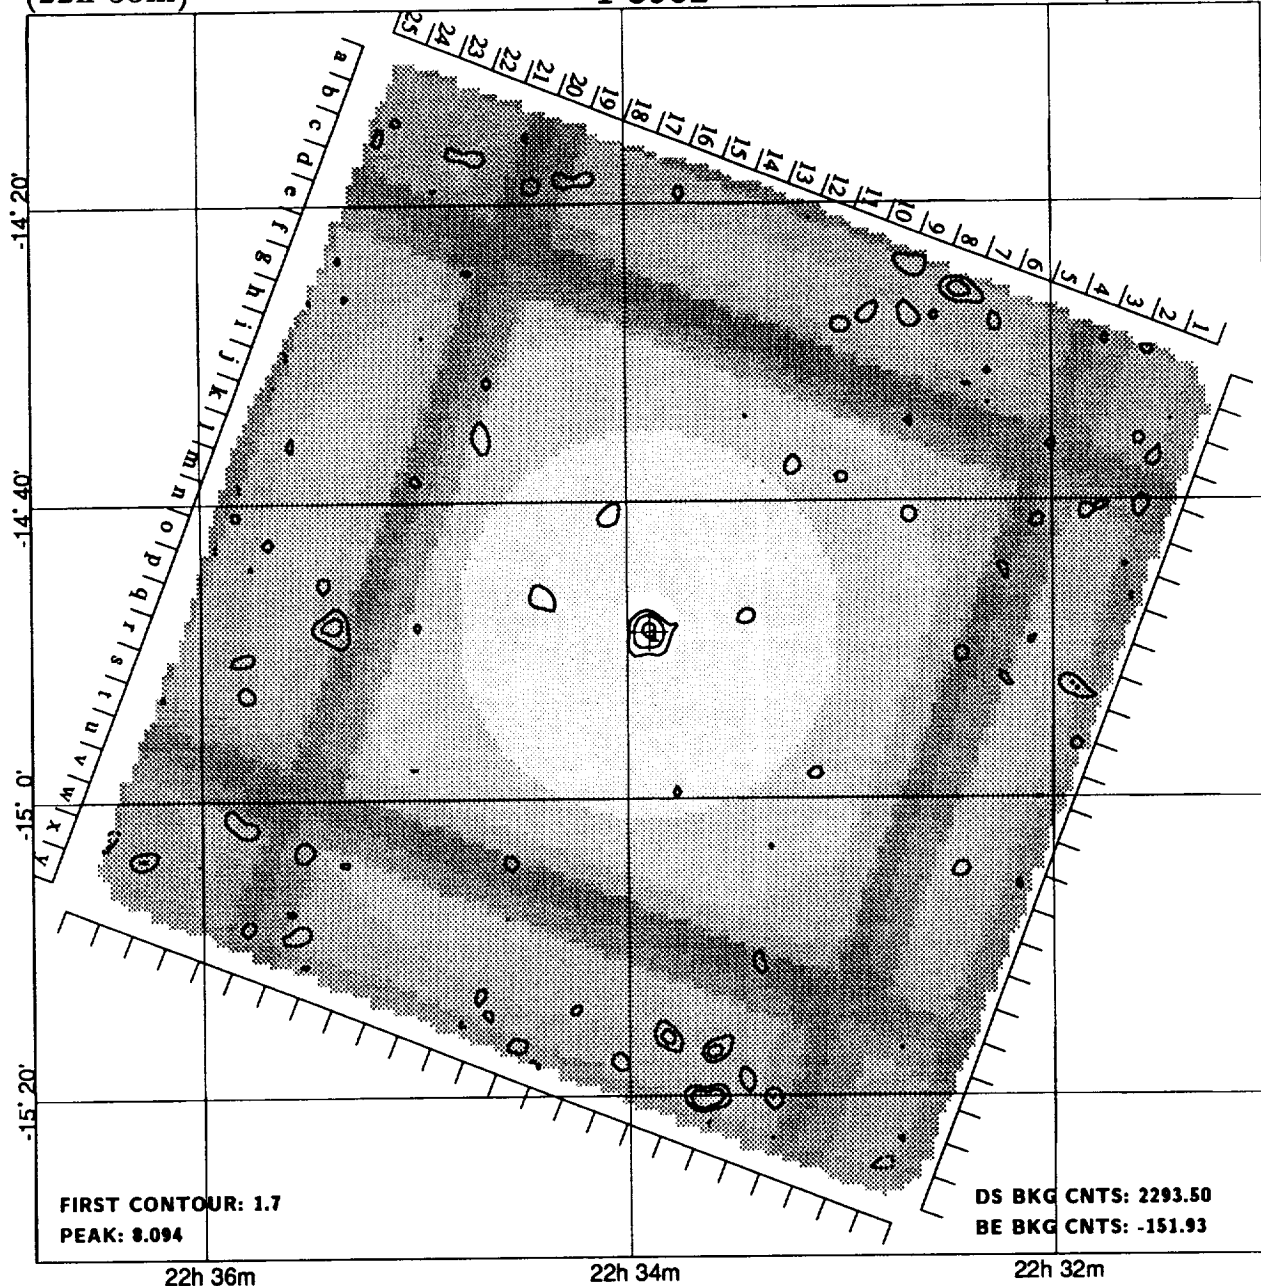 25 24 23 22 21 20 19 18 17 16 15 14 13 12 11 10 9 8 7 6 5 4 3 2 1
a b c d e f g h i j k l m n o p q r s t u v w x y
-14° 20'
-14° 40'
-15° 0'
-15° 20'
FIRST CONTOUR: 1.7
PEAK: 8.094
DS BKG CNTS: 2293.50
BE BKG CNTS: -151.93
22h 36m
22h 34m
22h 32m